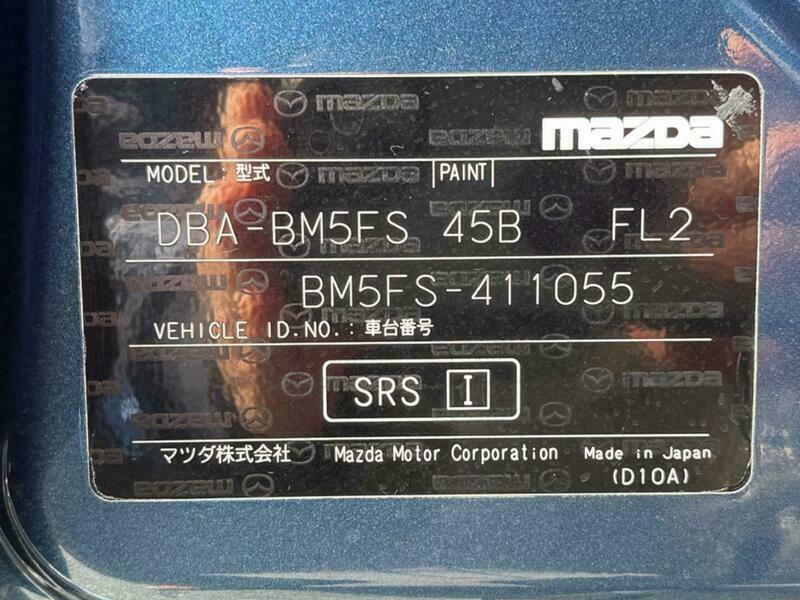 mazda
MODEL : 型式 PAINT
DBA-BM5FS 45B FL2
BM5FS-411055
VEHICLE ID.NO. : 車台番号
SRS I
マツダ株式会社 Mazda Motor Corporation Made in Japan
(D10A)